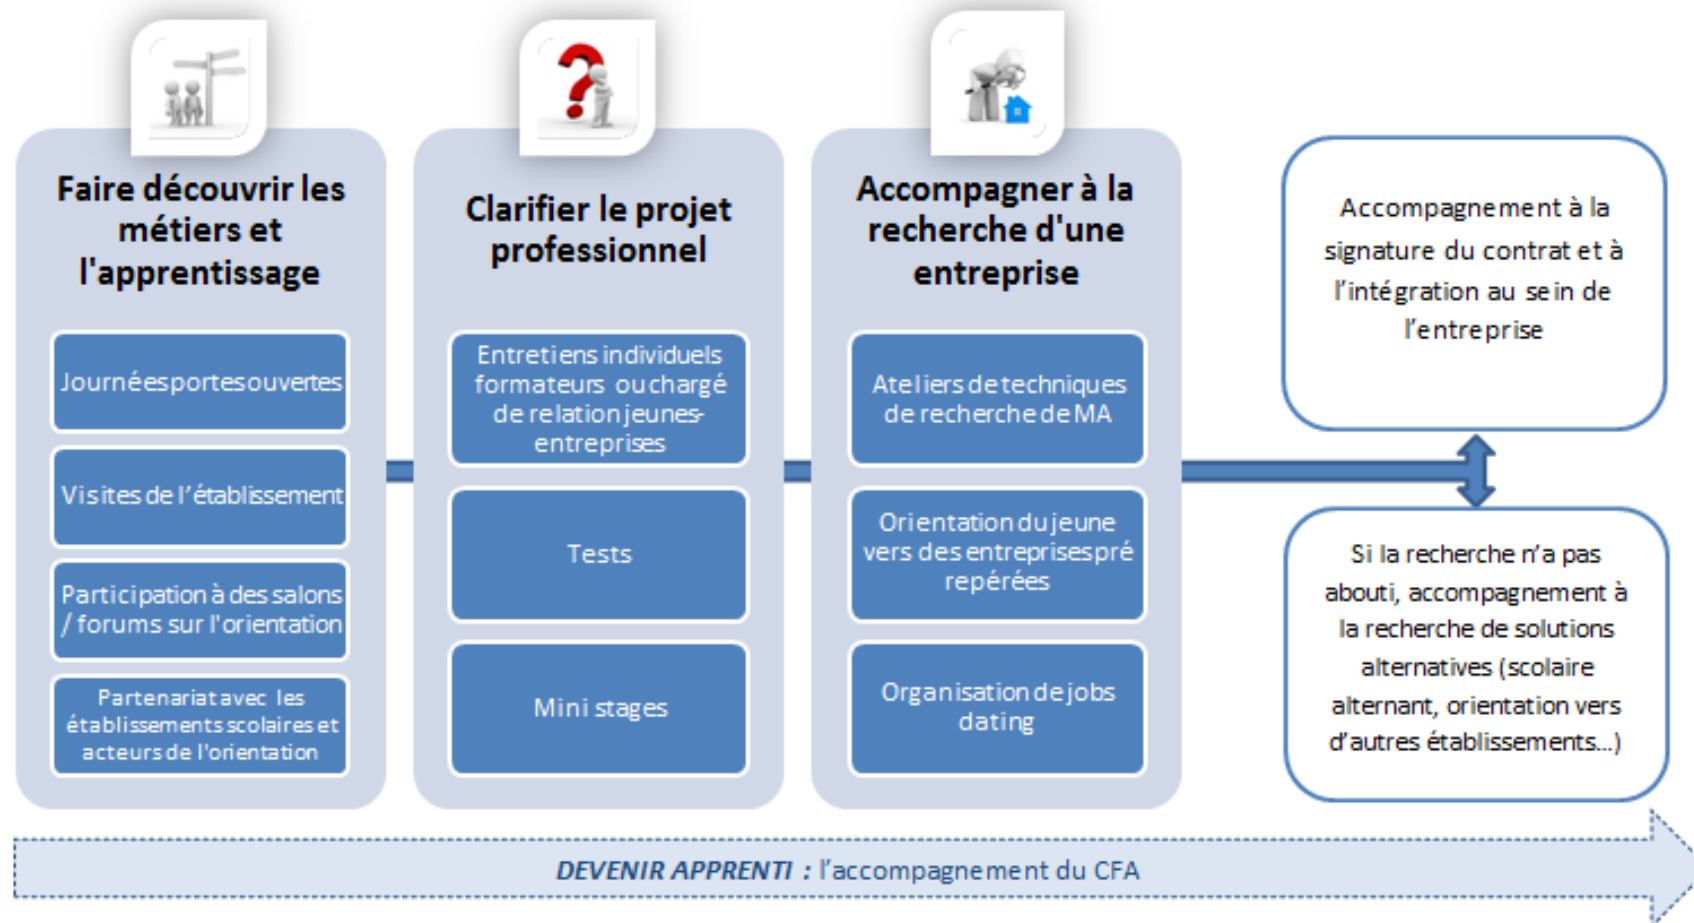 Faire découvrir les
métiers et
l'apprentissage
Journées portes ouvertes
Visites de l'établissement
Participation à des salons
/ forums sur l'orientation
Partenariat avec les
établissements scolaires et
acteurs de l'orientation
Clarifier le projet
professionnel
Entretiens individuels
formateurs ou chargé
de relation jeunes-
entreprises
Tests
Mini stages
Accompagner à la
recherche d'une
entreprise
Ateliers de techniques
de recherche de MA
Orientation du jeune
vers des entreprises pré
repérées
Organisation de jobs
dating
Accompagnement à la
signature du contrat et à
l’intégration au sein de
l’entreprise
Si la recherche n’a pas
abouti, accompagnement à
la recherche de solutions
alternatives (scolaire
alternant, orientation vers
d’autres établissements…)
DEVENIR APPRENTI : l’accompagnement du CFA